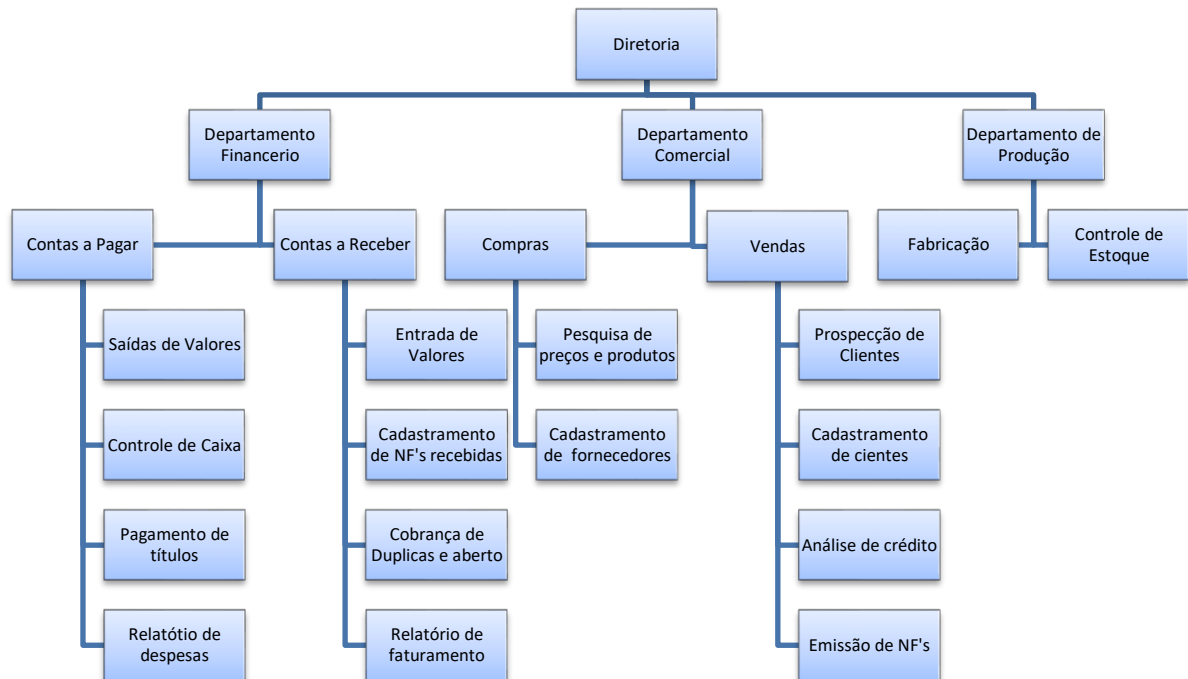 Diretoria
Departamento
Financerio
Departamento
Comercial
Departamento de
Produção
Contas a Pagar
Contas a Receber
Compras
Vendas
Fabricação
Controle de
Estoque
Saídas de Valores
Entrada de
Valores
Pesquisa de
preços e produtos
Prospecção de
Clientes
Controle de Caixa
Cadastramento
de NF's recebidas
Cadastramento
de fornecedores
Cadastramento
de cientes
Pagamento de
títulos
Cobrança de
Duplicas e aberto
Análise de crédito
Relatótio de
despesas
Relatório de
faturamento
Emissão de NF's